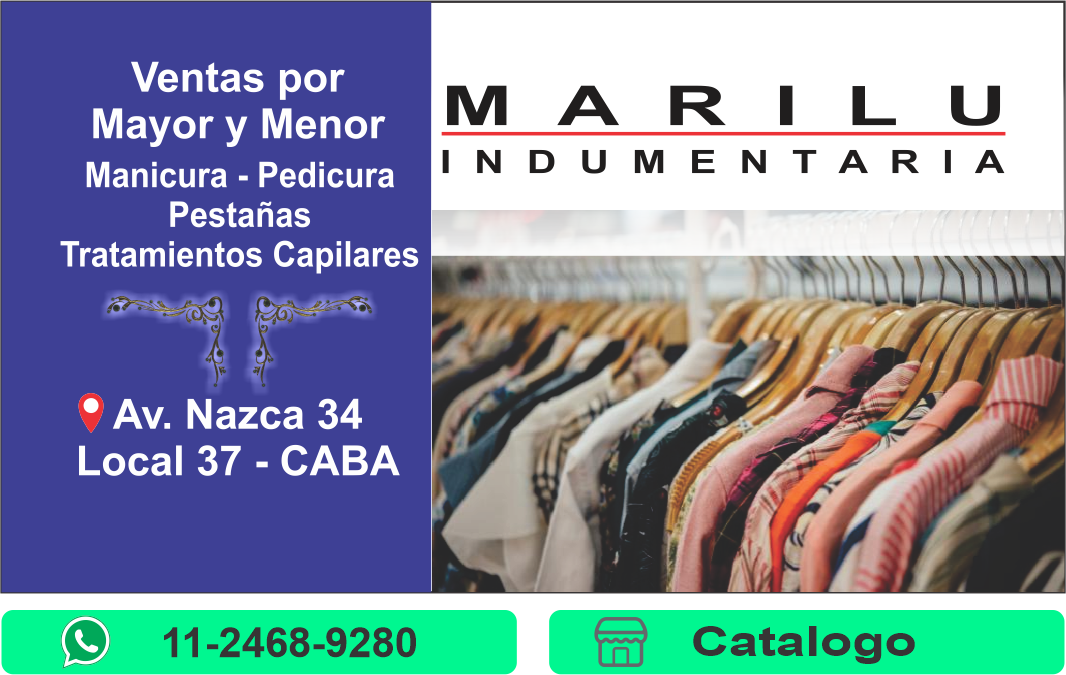 Ventas por
Mayor y Menor
Manicura - Pedicura
Pestañas
Tratamientos Capilares
Av. Nazca 34
Local 37 - CABA
MARILU
INDUMENTARIA
11-2468-9280
Catalogo